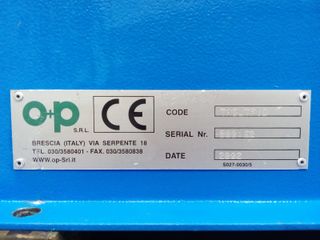 o+p
S.R.L.
CE
BRESCIA (ITALY) VIA SERPENTE 18
TEL. 030/3580401 - FAX. 030/3580838
www.op-Srl.it
CODE
SERIAL Nr.
DATE
S027-0030/5